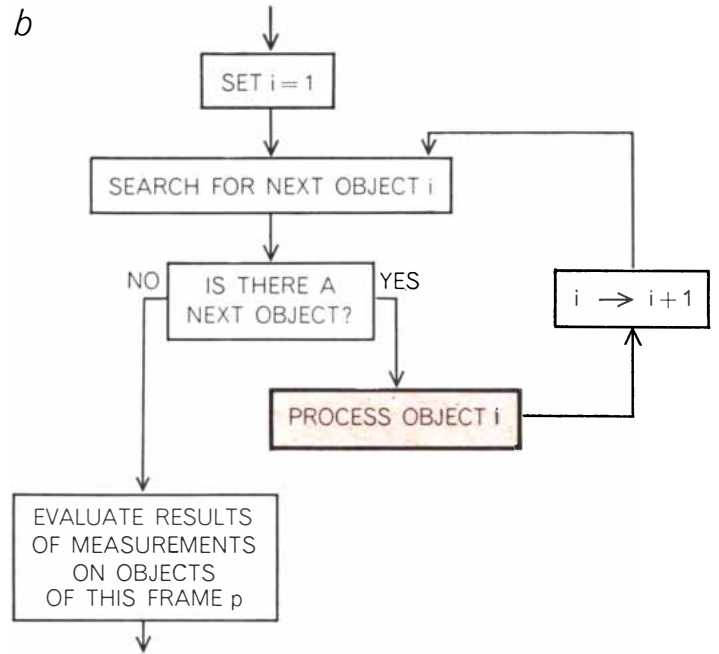 b
SET i = 1
SEARCH FOR NEXT OBJECT i
NO
IS THERE A
NEXT OBJECT?
YES
i → i + 1
PROCESS OBJECT i
EVALUATE RESULTS
OF MEASUREMENTS
ON OBJECTS
OF THIS FRAME p